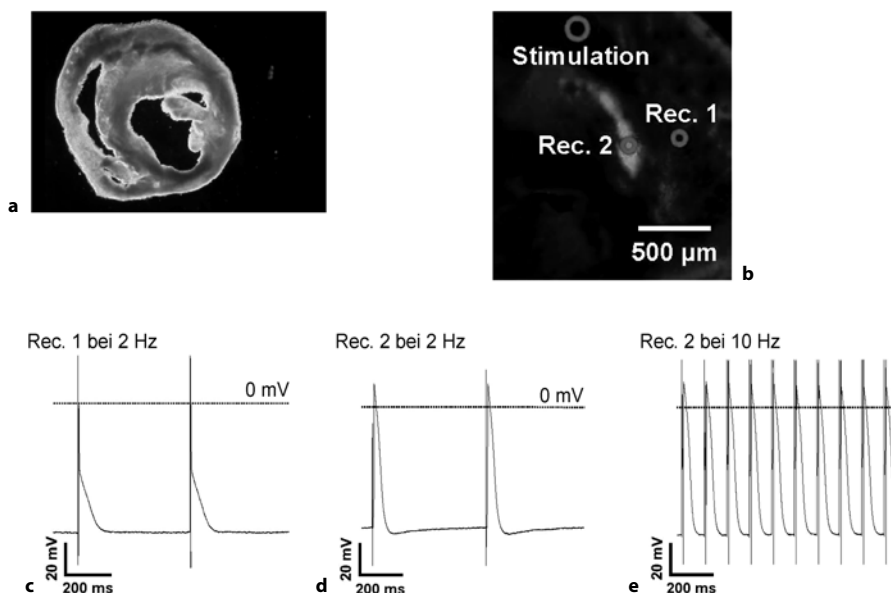 a
Stimulation
Rec. 1
Rec. 2
500 µm
b
Rec. 1 bei 2 Hz
0 mV
20 mV
200 ms
c
Rec. 2 bei 2 Hz
0 mV
20 mV
200 ms
d
Rec. 2 bei 10 Hz
20 mV
200 ms
e